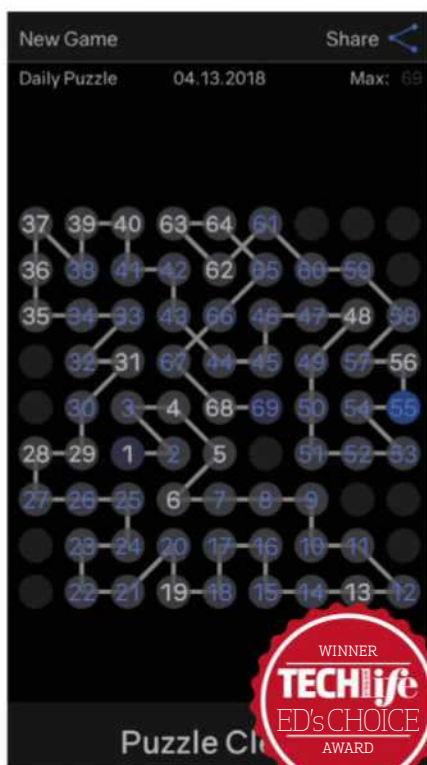 New Game Share
Daily Puzzle 04.13.2018 Max: 69
37 39 40 63 64 61
36 38 41 42 62 65 60 59
35 34 33 43 66 46 47 48 58
32 31 67 44 45 49 57 56
30 3 4 68 69 50 54 55
28 29 1 2 5 51 52 53
27 26 25 6 7 8 9
23 24 20 17 16 10 11
22 21 19 18 15 14 13 12
WINNER
TECHlife
ED's CHOICE
AWARD